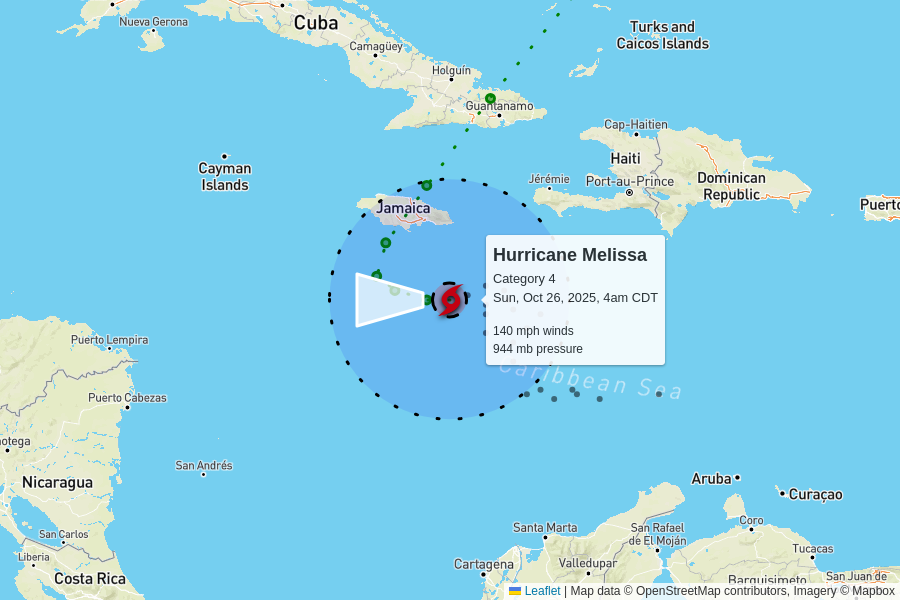 Nueva Gerona
Cuba
Turks and
Caicos Islands
Camagüey
Holguín
Guantanamo
Cap-Haitien
Cayman
Islands
Haiti
Jérémie
Port-au-Prince
Dominican
Republic
Jamaica
Puerto
Hurricane Melissa
Category 4
Sun, Oct 26, 2025, 4am CDT
140 mph winds
944 mb pressure
Caribbean Sea
Puerto Lempira
Puerto Cabezas
notega
San Andrés
Nicaragua
Aruba
Curaçao
San Carlos
Santa Marta
San Rafael
de El Moján
Coro
Liberia
Tucacas
Costa Rica
Cartagena
Valledupar
Barquisimeto
San Juan de
Leaflet | Map data © OpenStreetMap contributors, Imagery © Mapbox